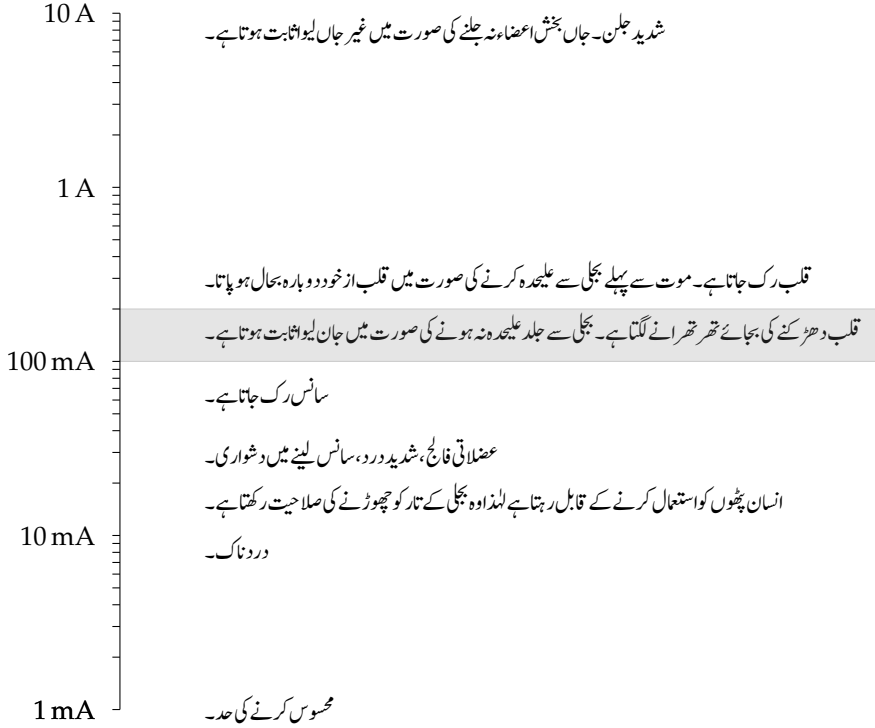 10 A
شدید جلن۔ جاں بخش اعضاء نہ جلنے کی صورت میں غیر جاں لیوا ثابت ہوتا ہے۔
1 A
قلب رک جاتا ہے۔ موت سے پہلے بجلی سے علیحدہ کرنے کی صورت میں قلب از خود دوبارہ بحال ہو پاتا۔
قلب دھڑکنے کی بجائے تھرتھرانے لگتا ہے۔ بجلی سے جلد علیحدہ نہ ہونے کی صورت میں جان لیوا ثابت ہوتا ہے۔
100 mA
سانس رک جاتا ہے۔
عضلاتی فالج، شدید درد، سانس لینے میں دشواری۔
انسان پٹھوں کو استعمال کرنے کے قابل رہتا ہے لہٰذا وہ بجلی کے تار کو چھوڑنے کی صلاحیت رکھتا ہے۔
10 mA
دردناک۔
1 mA
محسوس کرنے کی حد۔